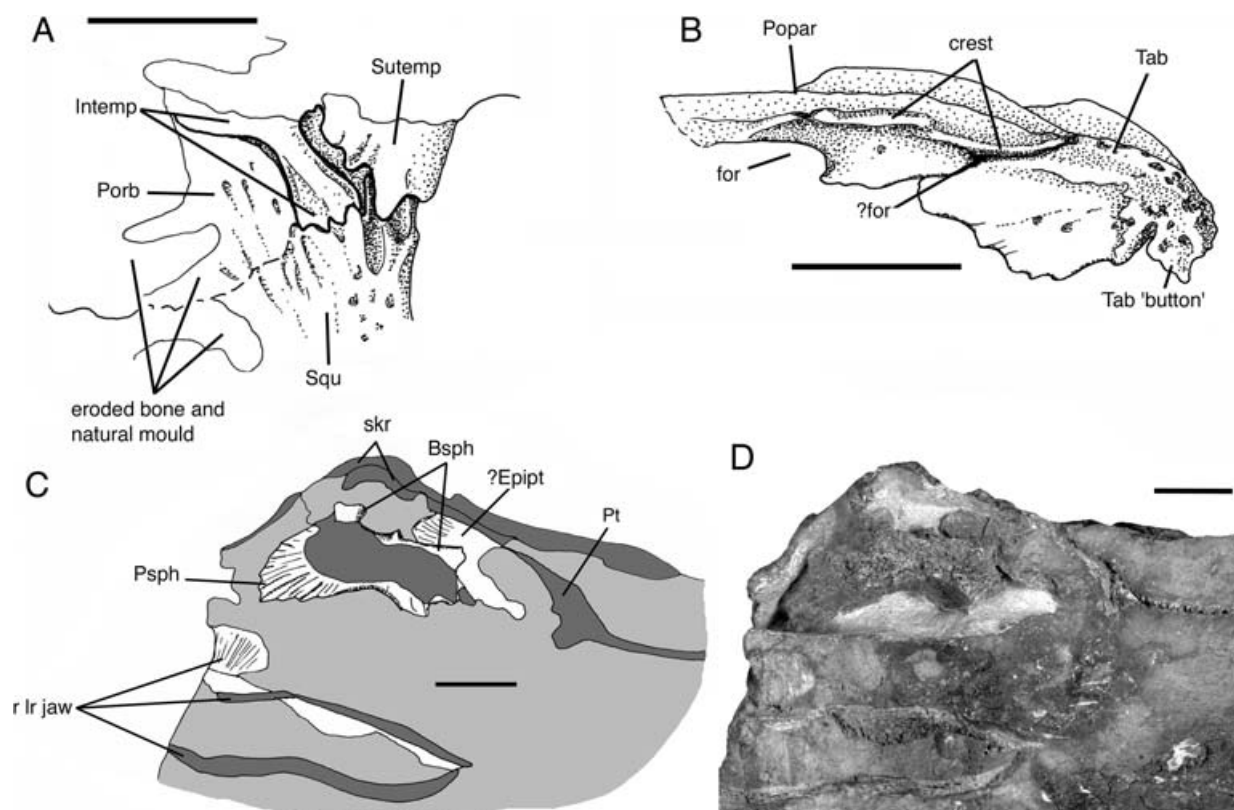 A
Sutemp
Intemp
Porb
Squ
eroded bone and
natural mould
B
Popar
crest
Tab
for
?for
Tab 'button'
C
skr
Bsph
?Epipt
Pt
Psph
r lr jaw
D